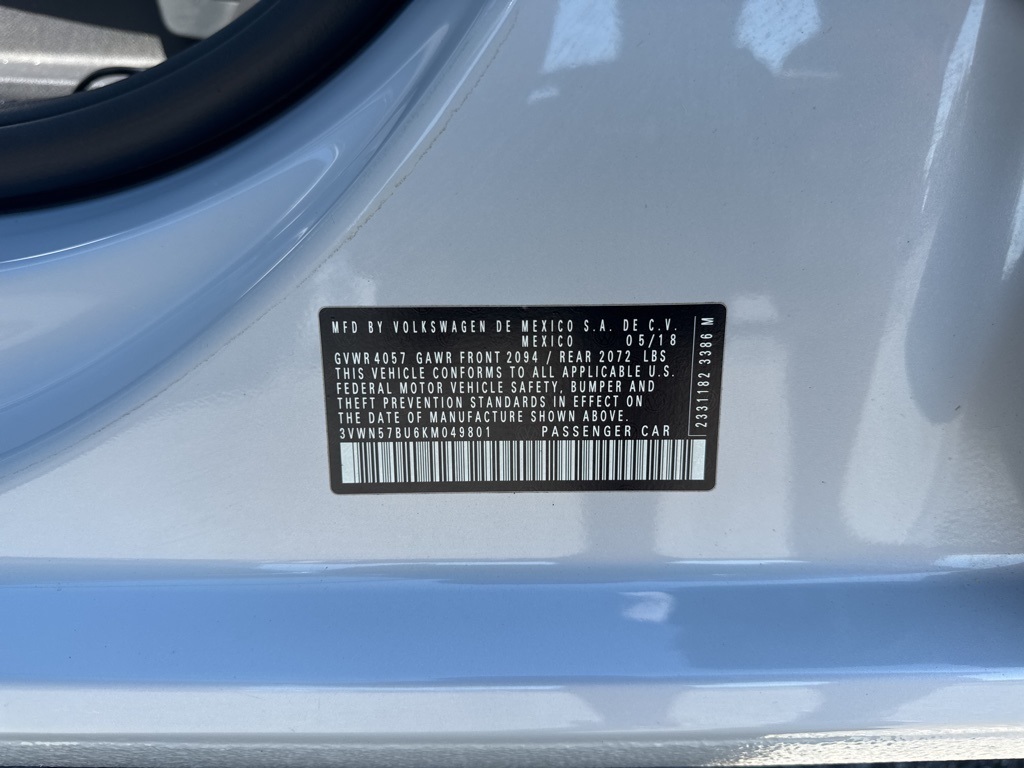 MFD BY VOLKSWAGEN DE MEXICO S.A. DE C.V.
MEXICO 05/18
GVWR 4057 GAWR FRONT 2094 / REAR 2072 LBS
THIS VEHICLE CONFORMS TO ALL APPLICABLE U.S.
FEDERAL MOTOR VEHICLE SAFETY, BUMPER AND
THEFT PREVENTION STANDARDS IN EFFECT ON
THE DATE OF MANUFACTURE SHOWN ABOVE.
3VWN57BU6KM049801 PASSENGER CAR
2331182 3386 M